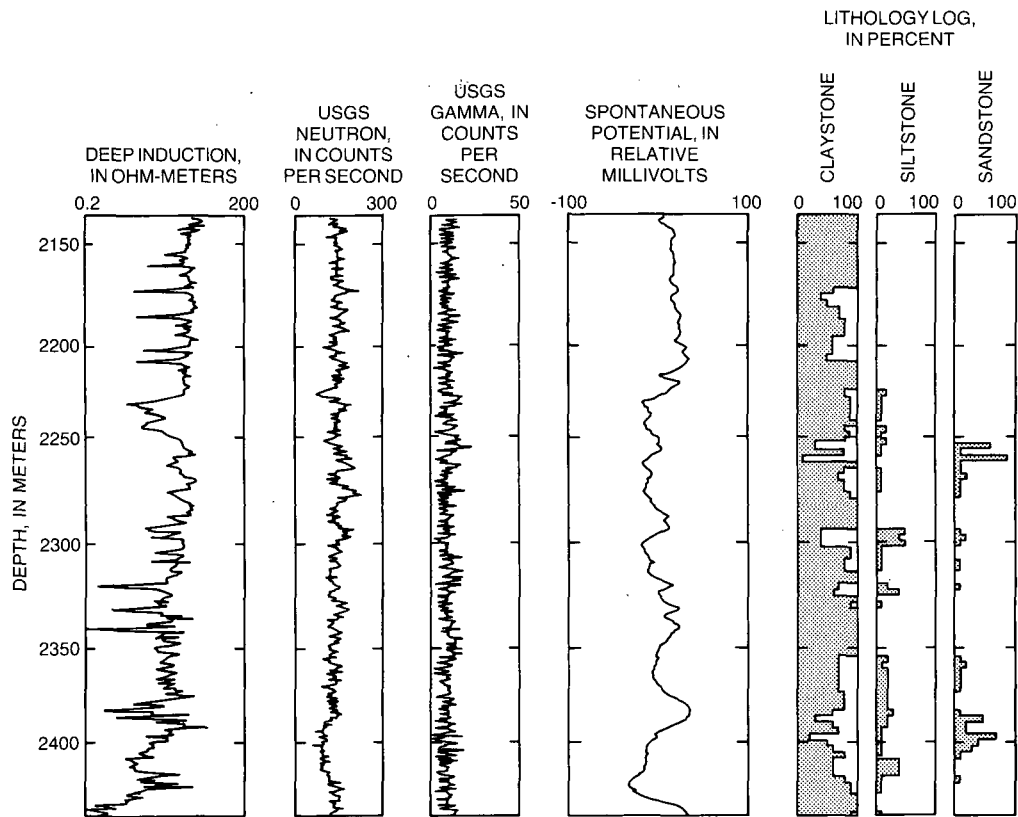 LITHOLOGY LOG,
IN PERCENT
DEEP INDUCTION,
IN OHM-METERS
USGS
NEUTRON,
IN COUNTS
PER SECOND
USGS
GAMMA, IN
COUNTS
PER
SECOND
SPONTANEOUS
POTENTIAL, IN
RELATIVE
MILLIVOLTS
CLAYSTONE
SILTSTONE
SANDSTONE
0.2 200
0 300
0 50
-100 100
0 100
0 100
0 100
DEPTH, IN METERS
2150
2200
2250
2300
2350
2400